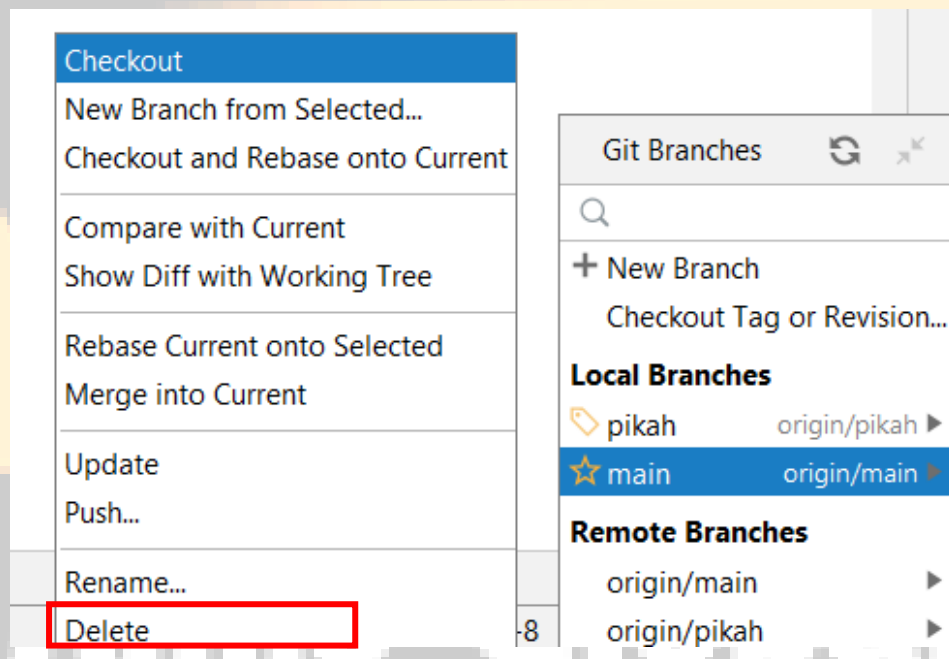 Checkout
New Branch from Selected...
Checkout and Rebase onto Current
Compare with Current
Show Diff with Working Tree
Rebase Current onto Selected
Merge into Current
Update
Push...
Rename...
Delete
-8
Git Branches
New Branch
Checkout Tag or Revision...
Local Branches
pikah origin/pikah
main origin/main
Remote Branches
origin/main
origin/pikah